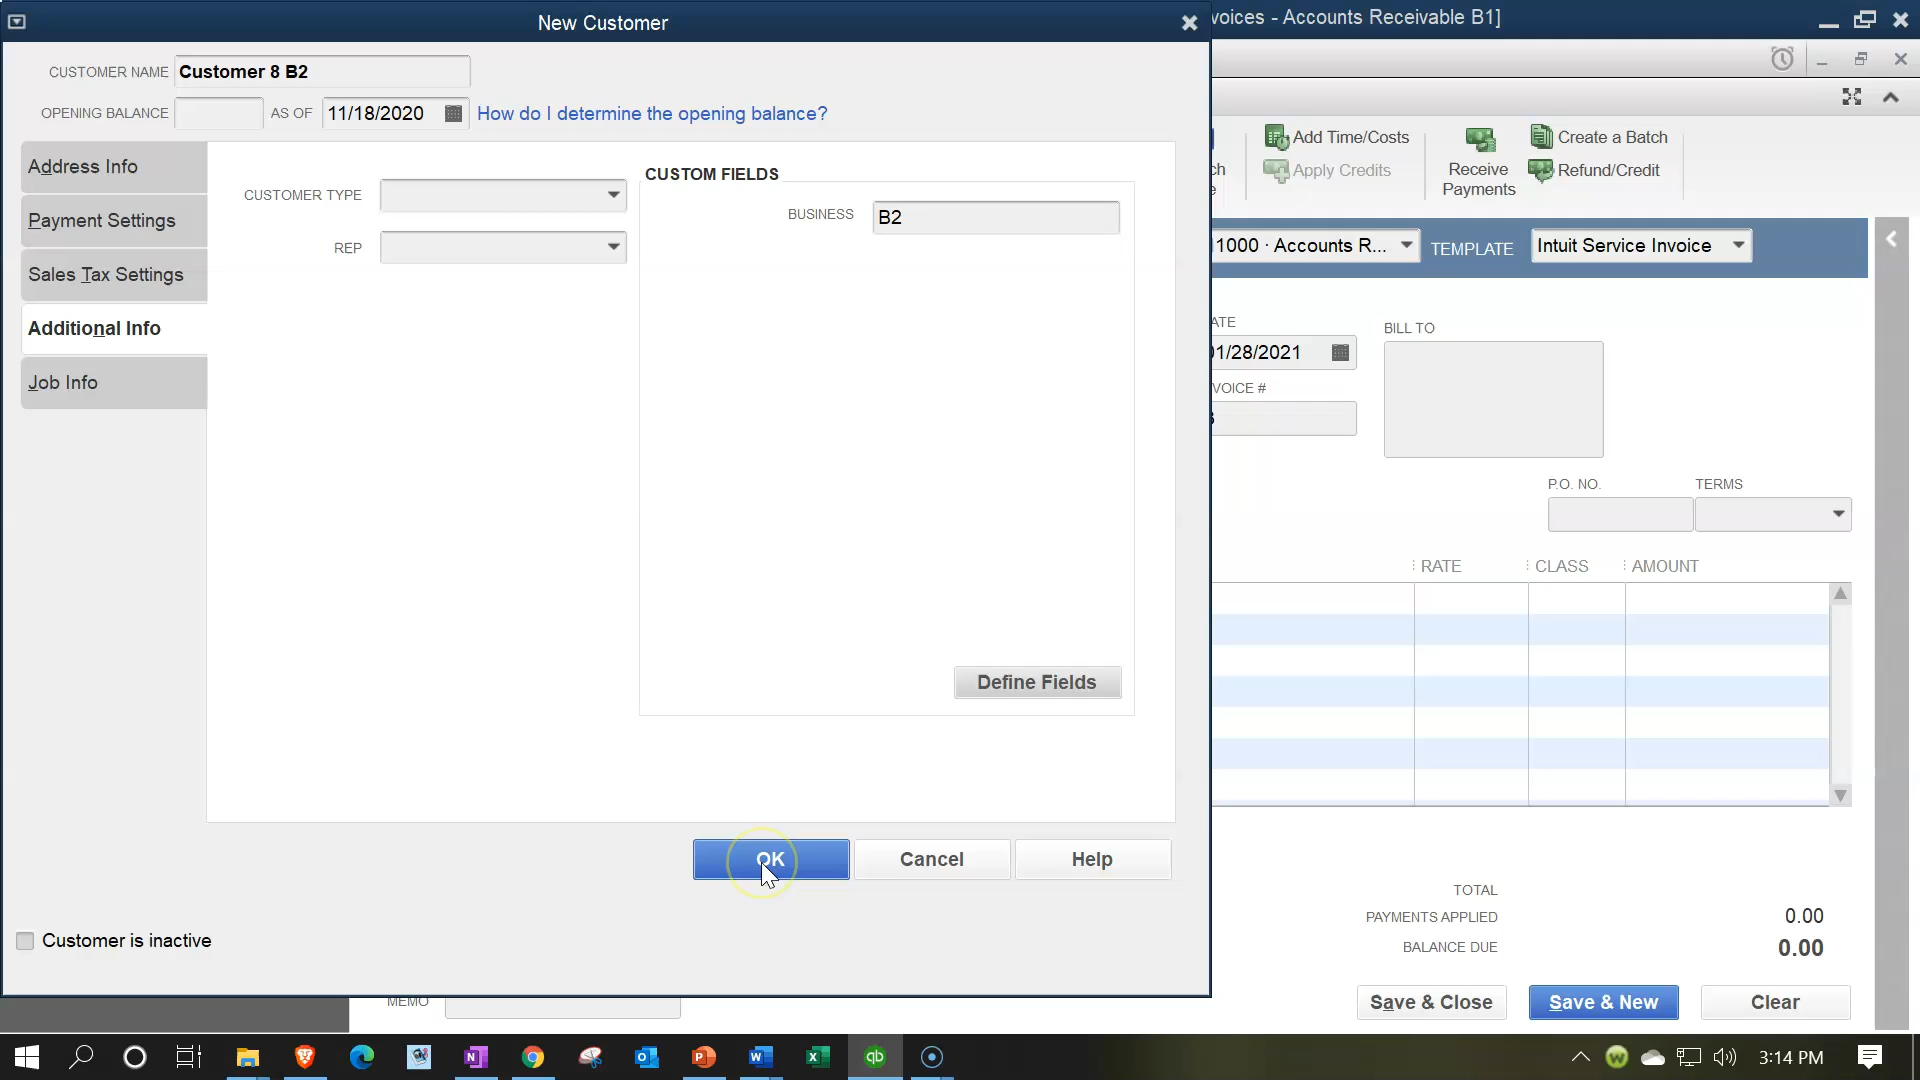 New Customer
voices - Accounts Receivable B1]
CUSTOMER NAME Customer 8 B2
OPENING BALANCE AS OF 11/18/2020 How do I determine the opening balance?
Address Info
Payment Settings
Sales Tax Settings
Additional Info
Job Info
CUSTOMER TYPE
REP
CUSTOM FIELDS
BUSINESS B2
Define Fields
OK Cancel Help
Customer is inactive
ch
e
Add Time/Costs
Apply Credits
Receive
Payments
Create a Batch
Refund/Credit
1000 · Accounts R... TEMPLATE Intuit Service Invoice
ATE
01/28/2021
VOICE #
BILL TO
P.O. NO. TERMS
RATE CLASS AMOUNT
TOTAL
PAYMENTS APPLIED 0.00
BALANCE DUE 0.00
MEMO
Save & Close Save & New Clear
3:14 PM